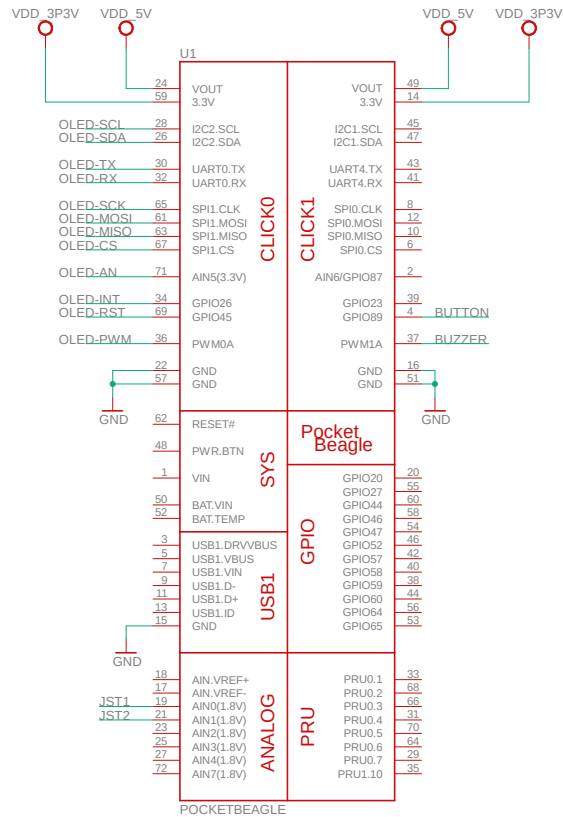 VDD_3P3V VDD_5V VDD_5V VDD_3P3V
U1
24 VOUT VOUT 49
59 3.3V 3.3V 14
OLED-SCL 28 I2C2.SCL I2C1.SCL 45
OLED-SDA 26 I2C2.SDA I2C1.SDA 47
OLED-TX 30 UART0.TX UART4.TX 43
OLED-RX 32 UART0.RX UART4.RX 41
OLED-SCK 65 SPI1.CLK SPI0.CLK 8
OLED-MOSI 61 SPI1.MOSI SPI0.MOSI 12
OLED-MISO 63 SPI1.MISO SPI0.MISO 10
OLED-CS 67 SPI1.CS SPI0.CS 6
CLICK0 CLICK1
OLED-AN 71 AIN5(3.3V) AIN6/GPIO87 2
OLED-INT 34 GPIO26 GPIO23 39
OLED-RST 69 GPIO45 GPIO89 4 BUTTON
OLED-PWM 36 PWM0A PWM1A 37 BUZZER
22 GND GND 16
57 GND GND 51
GND GND
62 RESET#
Pocket
Beagle
48 PWR.BTN
SYS
1 VIN GPIO20 20
GPIO27 55
50 BAT.VIN GPIO44 60
52 BAT.TEMP GPIO46 58
GPIO
GPIO47 54
3 USB1.DRVVBUS GPIO52 46
5 USB1.VBUS GPIO57 42
7 USB1.VIN GPIO58 40
9 USB1.D- GPIO59 38
11 USB1.D+ GPIO60 44
13 USB1.ID GPIO64 56
15 GND GPIO65 53
USB1
GND
18 AIN.VREF+ PRU0.1 33
17 AIN.VREF- PRU0.2 68
JST1 19 AIN0(1.8V) PRU0.3 66
JST2 21 AIN1(1.8V) PRU0.4 31
23 AIN2(1.8V) PRU0.5 70
25 AIN3(1.8V) PRU0.6 64
27 AIN4(1.8V) PRU0.7 29
72 AIN7(1.8V) PRU1.10 35
ANALOG PRU
POCKETBEAGLE